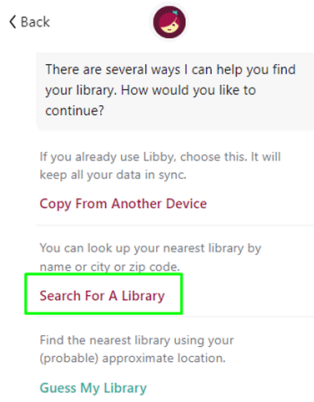 Back
There are several ways I can help you find
your library. How would you like to
continue?
If you already use Libby, choose this. It will
keep all your data in sync.
Copy From Another Device
You can look up your nearest library by
name or city or zip code.
Search For A Library
Find the nearest library using your
(probable) approximate location.
Guess My Library